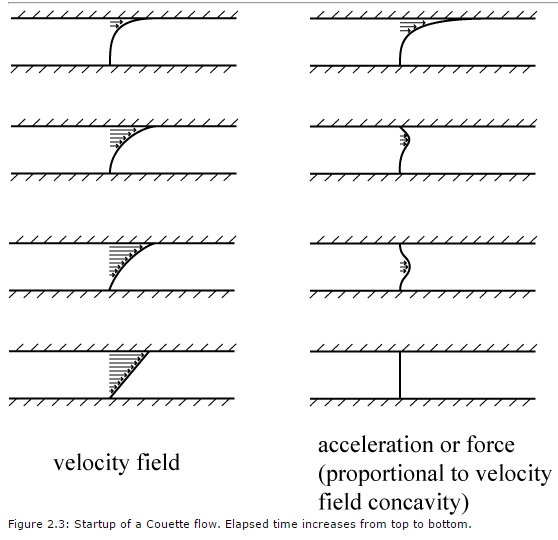 velocity field
acceleration or force
(proportional to velocity
field concavity)
Figure 2.3: Startup of a Couette flow. Elapsed time increases from top to bottom.